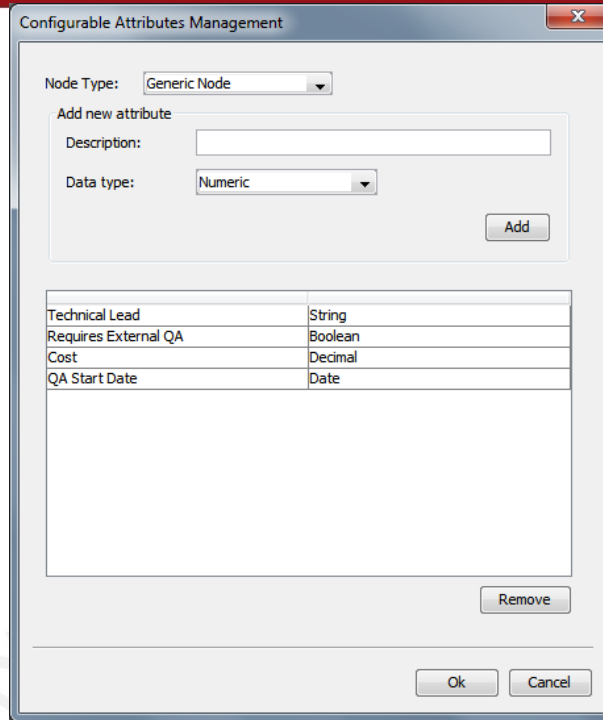 Configurable Attributes Management
x
Node Type: Generic Node
Add new attribute
Description:
Data type: Numeric
Add
Technical Lead String
Requires External QA Boolean
Cost Decimal
QA Start Date Date
Remove
Ok Cancel